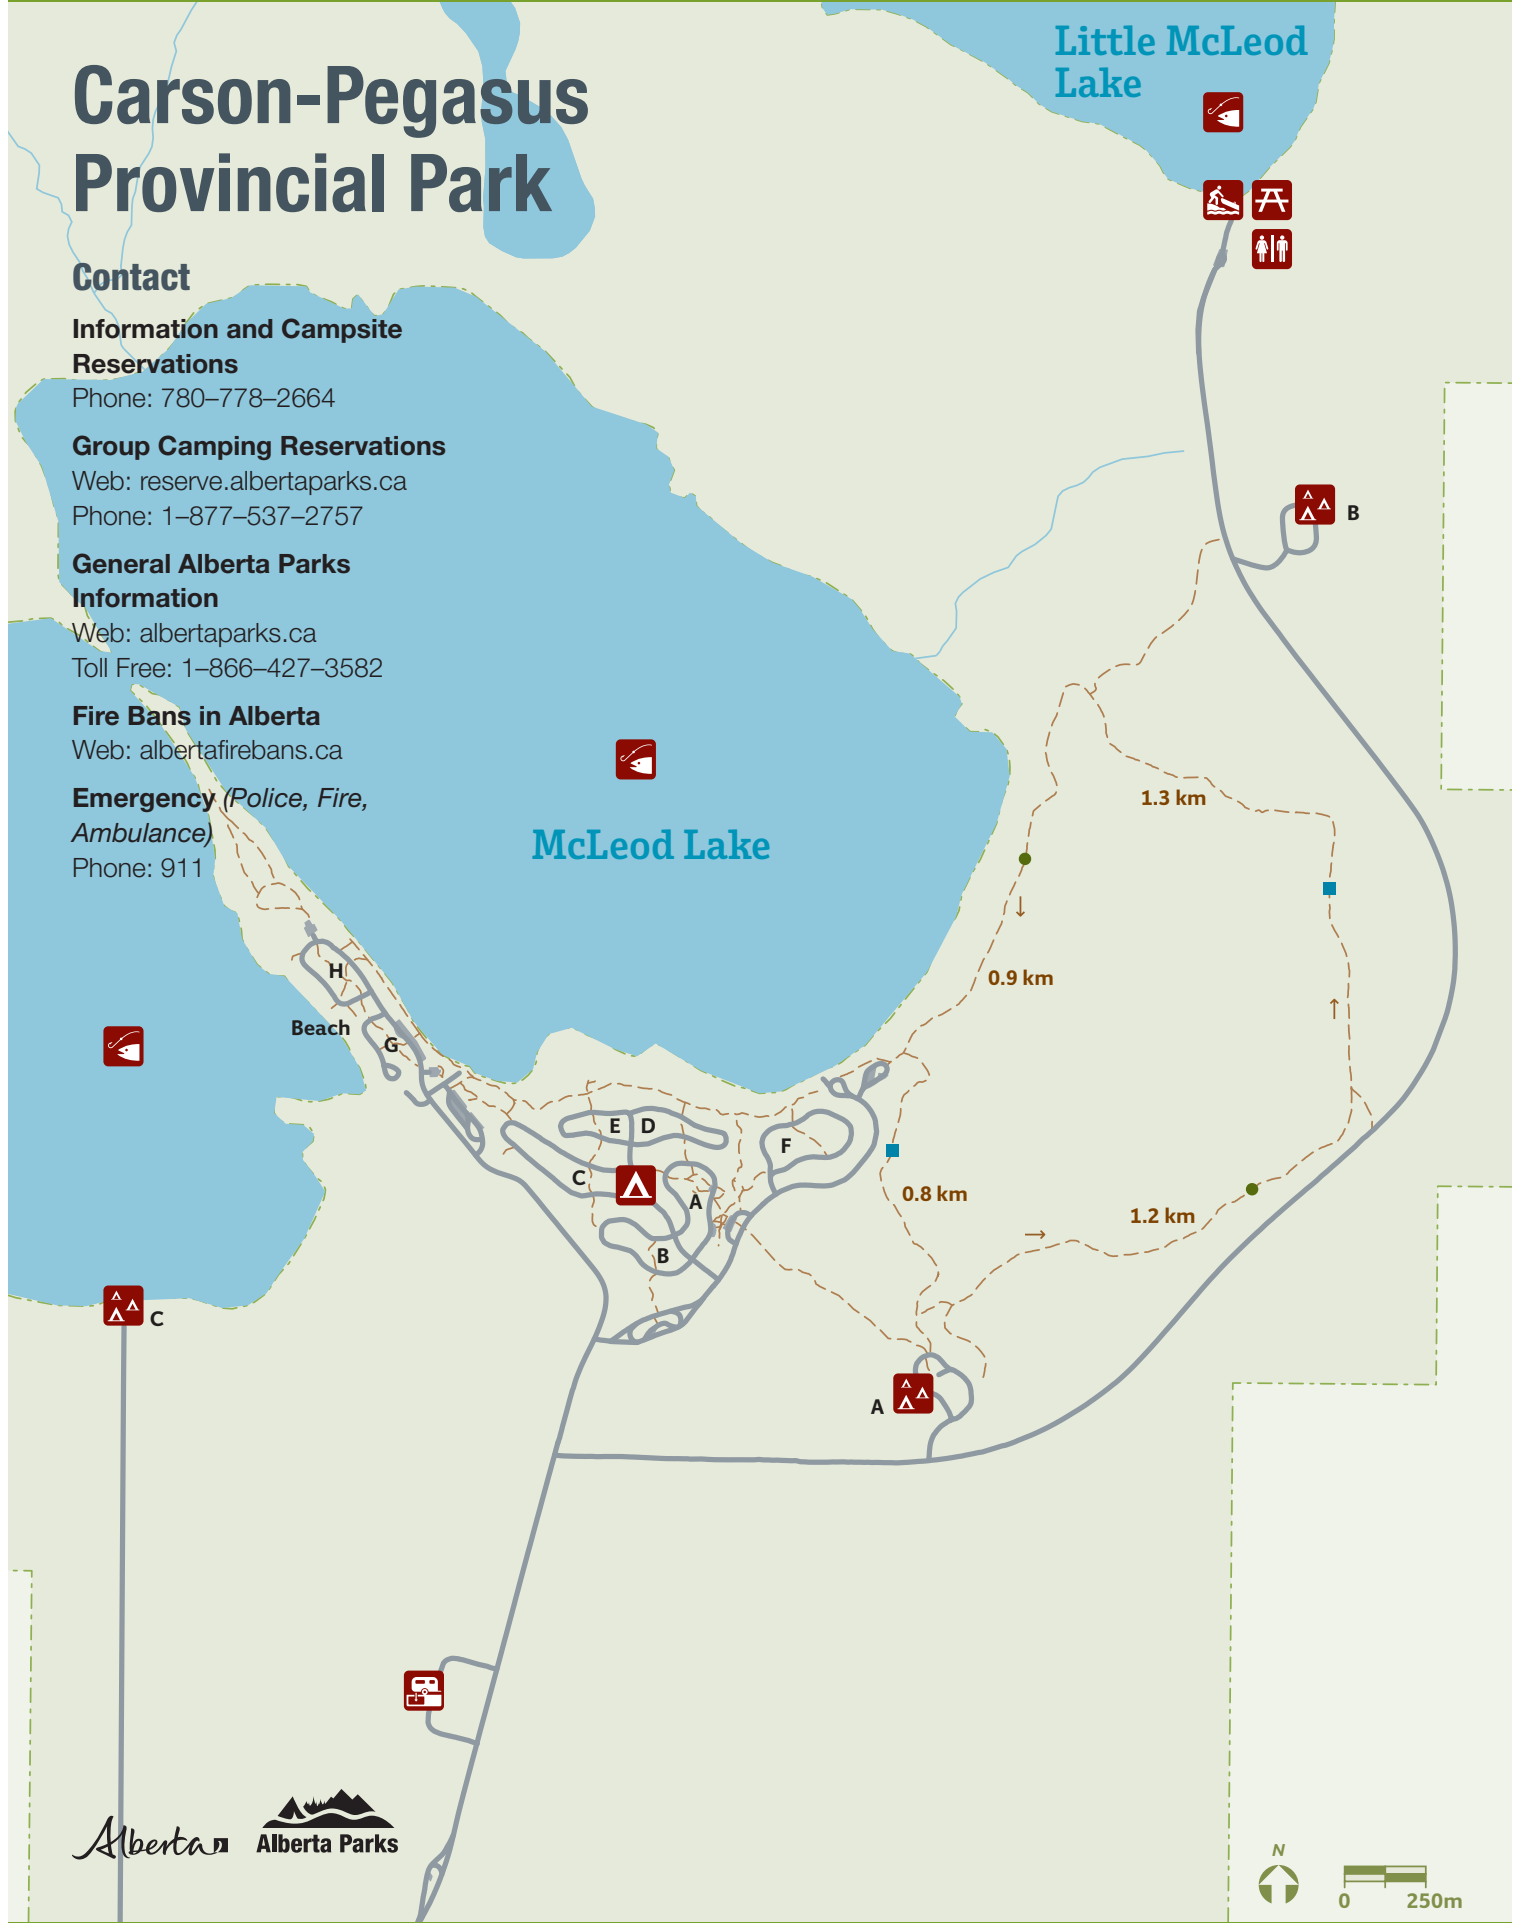 Carson-Pegasus
Provincial Park
Contact
Information and Campsite
Reservations
Phone: 780–778–2664
Group Camping Reservations
Web: reserve.albertaparks.ca
Phone: 1–877–537–2757
General Alberta Parks
Information
Web: albertaparks.ca
Toll Free: 1–866–427–3582
Fire Bans in Alberta
Web: albertafirebans.ca
Emergency (Police, Fire,
Ambulance)
Phone: 911
Little McLeod
Lake
B
1.3 km
McLeod Lake
0.9 km
H
Beach
G
E
D
F
C
A
B
0.8 km
1.2 km
C
A
Alberta
Alberta Parks
N
0
250m